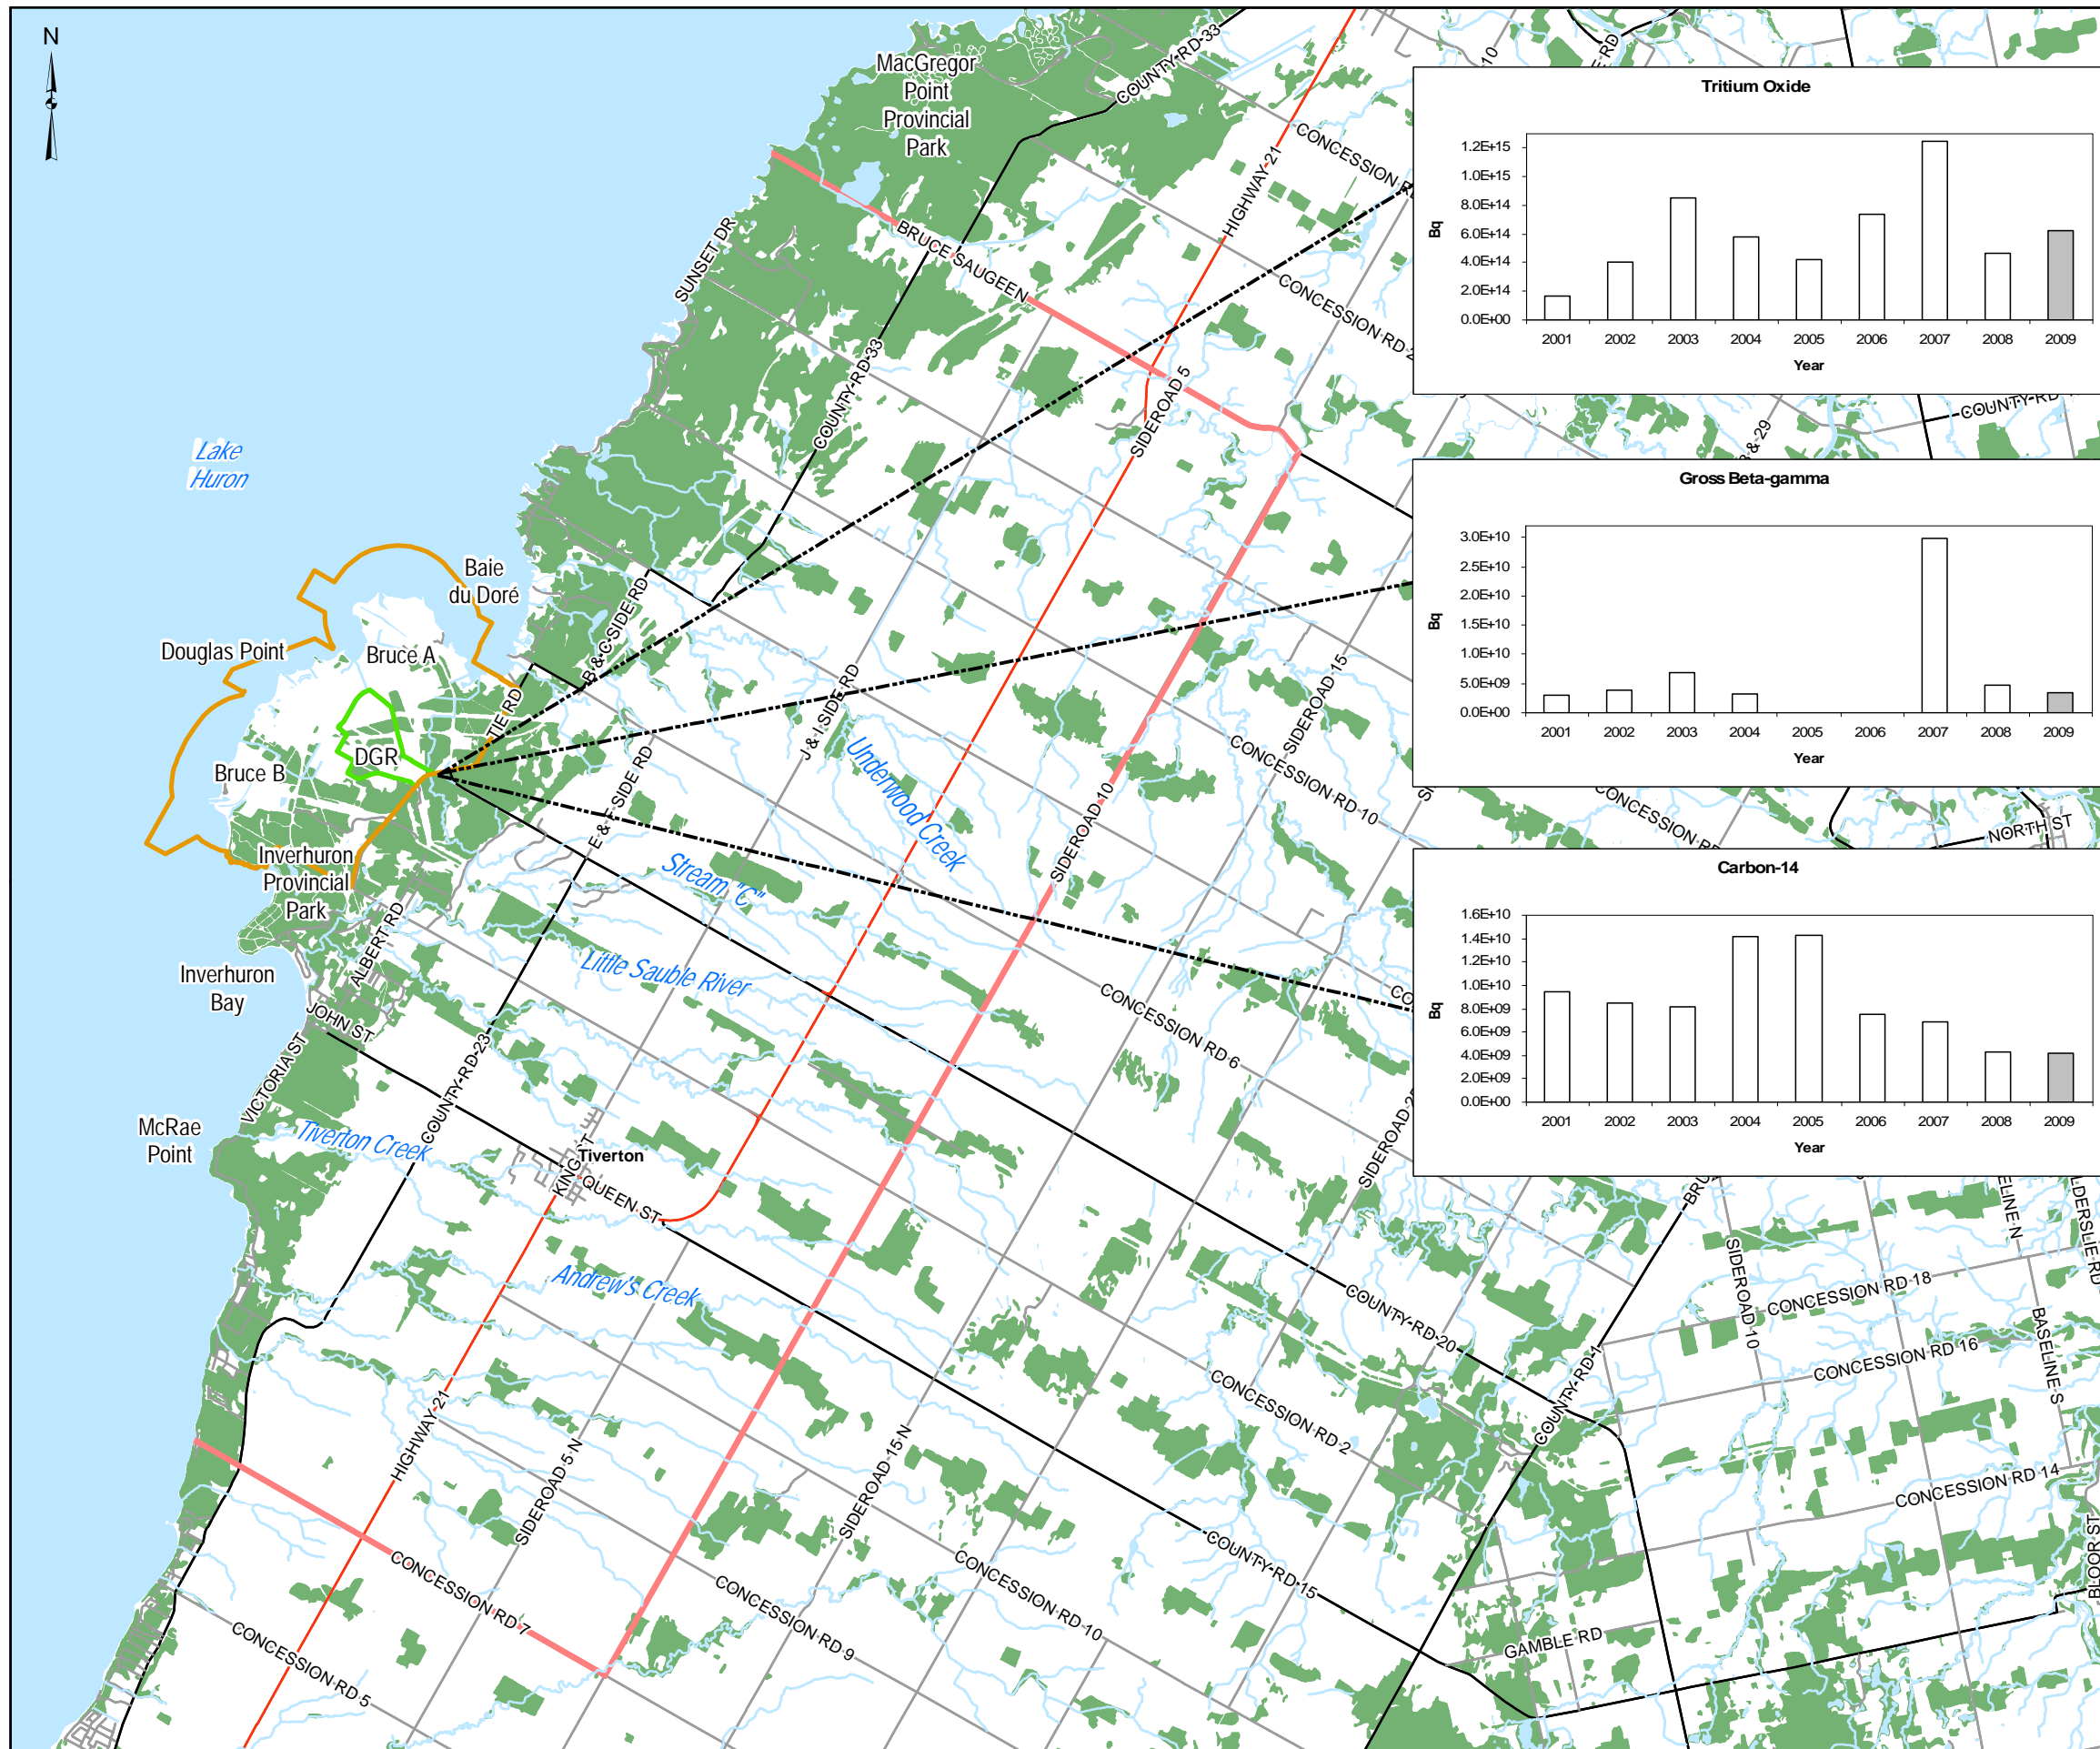 N
MacGregor
Point
Provincial
Park
COUNTY-RD-33
HIGHWAY-21
CONCESSION
SUNSET DR
BRUCE SAUGEEN
CONCESSION RD-2
COUNTY-RD-33
SIDEROAD 5
Lake
Huron
Baie
du Doré
Douglas Point
Bruce A
B & C SIDE RD
TIE RD
DGR
Bruce B
E & F SIDE RD
J & I SIDE RD
Underwood Creek
SIDEROAD 15
CONCESSION RD 10
SIDEROAD 10
Stream "C"
Little Sauble River
Inverhuron
Provincial
Park
ALBERT RD
Inverhuron
Bay
JOHN ST
VICTORIA ST
COUNTY-RD-23
CONCESSION RD 6
McRae
Point
Tiverton Creek
Tiverton
KING ST
QUEEN ST
Andrew's Creek
HIGHWAY-21
SIDEROAD 5 N
SIDEROAD 15 N
CONCESSION RD 7
CONCESSION RD 5
CONCESSION RD 9
CONCESSION RD 10
COUNTY-RD-15
CONCESSION RD 2
COUNTY-RD-20
COUNTY-RD-1
GAMBLE RD
SIDEROAD 10
CONCESSION RD 18
CONCESSION RD 16
CONCESSION RD 14
BASELINE S
BLOOR ST
NORTH ST
Tritium Oxide
Bq
1.2E+15
1.0E+15
8.0E+14
6.0E+14
4.0E+14
2.0E+14
0.0E+00
2001 2002 2003 2004 2005 2006 2007 2008 2009
Year
Gross Beta-gamma
Bq
3.0E+10
2.5E+10
2.0E+10
1.5E+10
1.0E+10
5.0E+09
0.0E+00
2001 2002 2003 2004 2005 2006 2007 2008 2009
Year
Carbon-14
Bq
1.6E+10
1.4E+10
1.2E+10
1.0E+10
8.0E+09
6.0E+09
4.0E+09
2.0E+09
0.0E+00
2001 2002 2003 2004 2005 2006 2007 2008 2009
Year